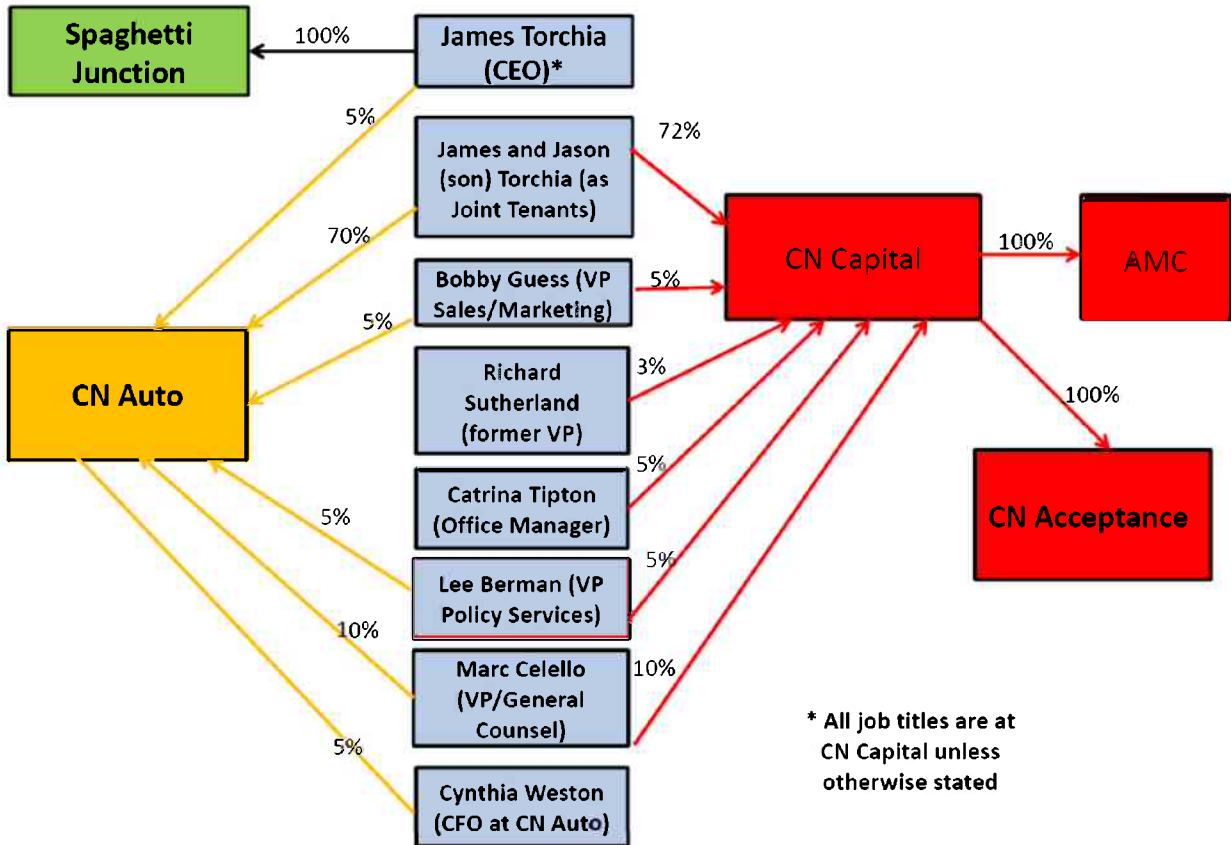 Spaghetti
Junction
100%
James Torchia
(CEO)*
5%
James and Jason
(son) Torchia (as
Joint Tenants)
72%
70%
CN Capital
100%
AMC
Bobby Guess (VP
Sales/Marketing)
5%
5%
CN Auto
Richard
Sutherland
(former VP)
3%
100%
Catrina Tipton
(Office Manager)
5%
CN Acceptance
5%
Lee Berman (VP
Policy Services)
5%
10%
Marc Celello
(VP/General
Counsel)
10%
* All job titles are at
CN Capital unless
otherwise stated
5%
Cynthia Weston
(CFO at CN Auto)